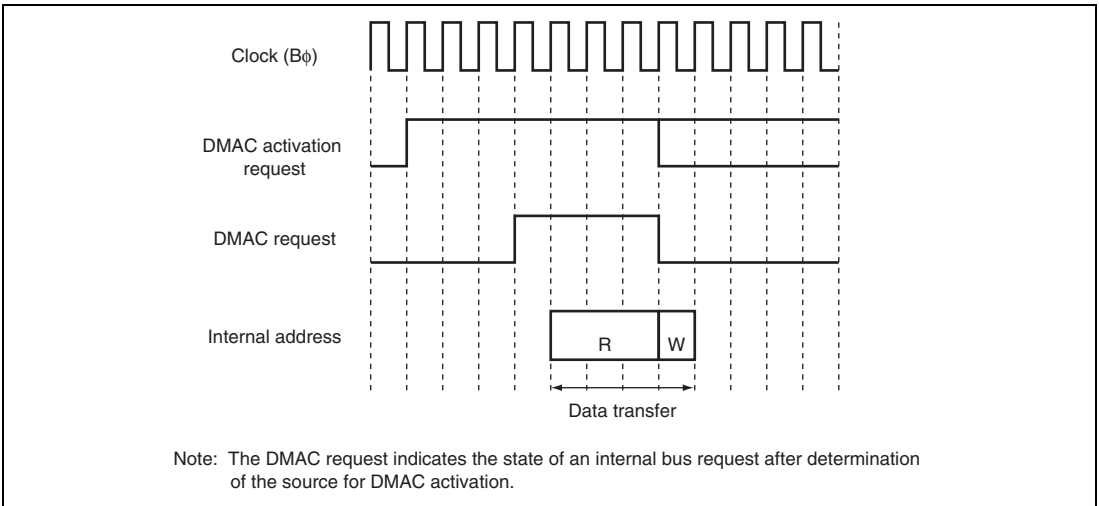 Clock (Bϕ)
DMAC activation
request
DMAC request
Internal address
R
W
Data transfer
Note: The DMAC request indicates the state of an internal bus request after determination
of the source for DMAC activation.